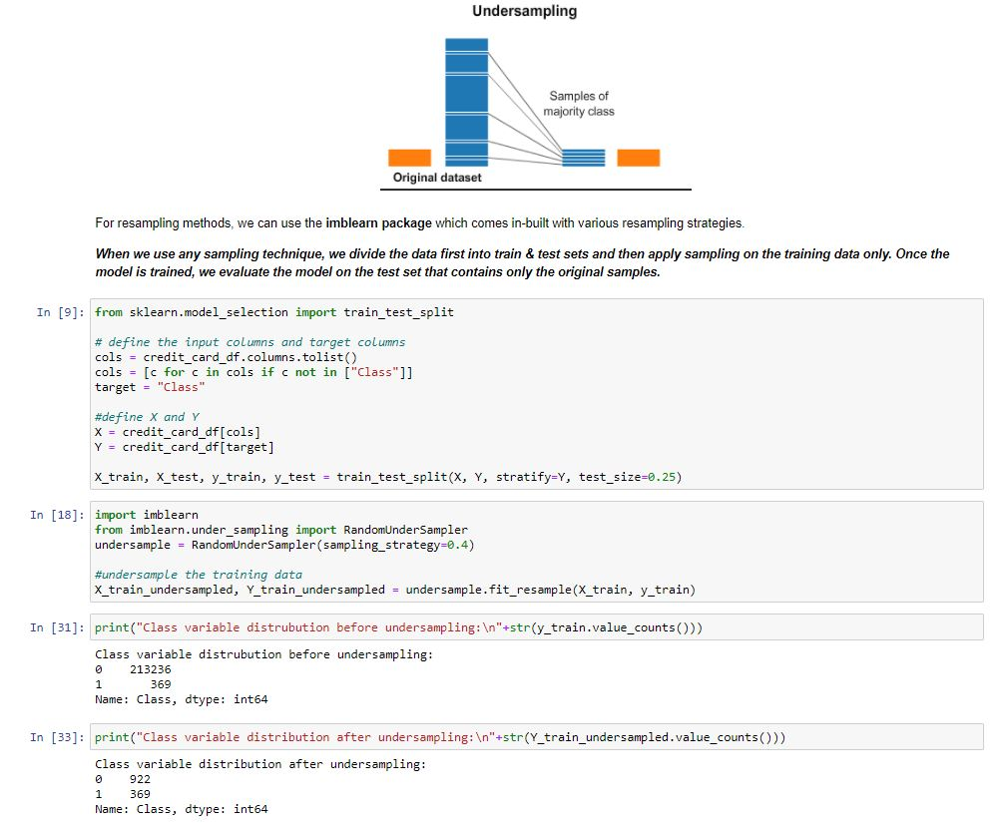 Undersampling
Samples of
majority class
Original dataset
For resampling methods, we can use the imblearn package which comes in-built with various resampling strategies.
When we use any sampling technique, we divide the data first into train & test sets and then apply sampling on the training data only. Once the
model is trained, we evaluate the model on the test set that contains only the original samples.
In [9]: from sklearn.model_selection import train_test_split
# define the input columns and target columns
cols = credit_card_df.columns.tolist()
cols = [c for c in cols if c not in ["Class"]]
target = "Class"
#define X and Y
X = credit_card_df[cols]
Y = credit_card_df[target]
X_train, X_test, y_train, y_test = train_test_split(X, Y, stratify=Y, test_size=0.25)
In [18]: import imblearn
from imblearn.under_sampling import RandomUnderSampler
undersample = RandomUnderSampler(sampling_strategy=0.4)
#undersample the training data
X_train_undersampled, Y_train_undersampled = undersample.fit_resample(X_train, y_train)
In [31]: print("Class variable distrubution before undersampling:\n"+str(y_train.value_counts()))
Class variable distrubution before undersampling:
0    213236
1       369
Name: Class, dtype: int64
In [33]: print("Class variable distribution after undersampling:\n"+str(Y_train_undersampled.value_counts()))
Class variable distribution after undersampling:
0    922
1    369
Name: Class, dtype: int64